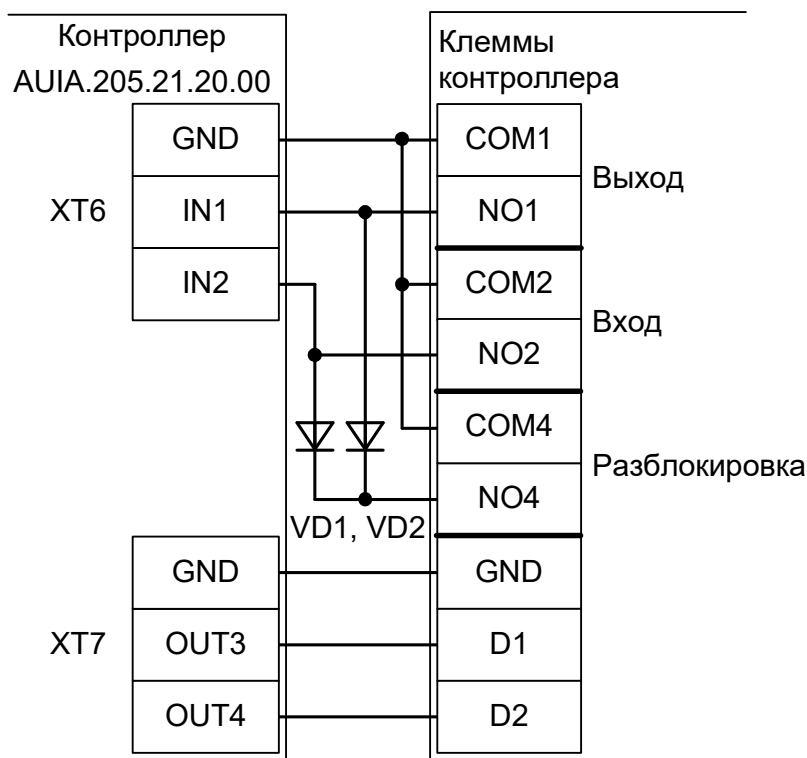 Контроллер
AUIA.205.21.20.00
Клеммы
контроллера
XT6
GND
IN1
IN2
COM1
NO1
Выход
COM2
NO2
Вход
COM4
NO4
Разблокировка
VD1, VD2
XT7
GND
OUT3
OUT4
GND
D1
D2